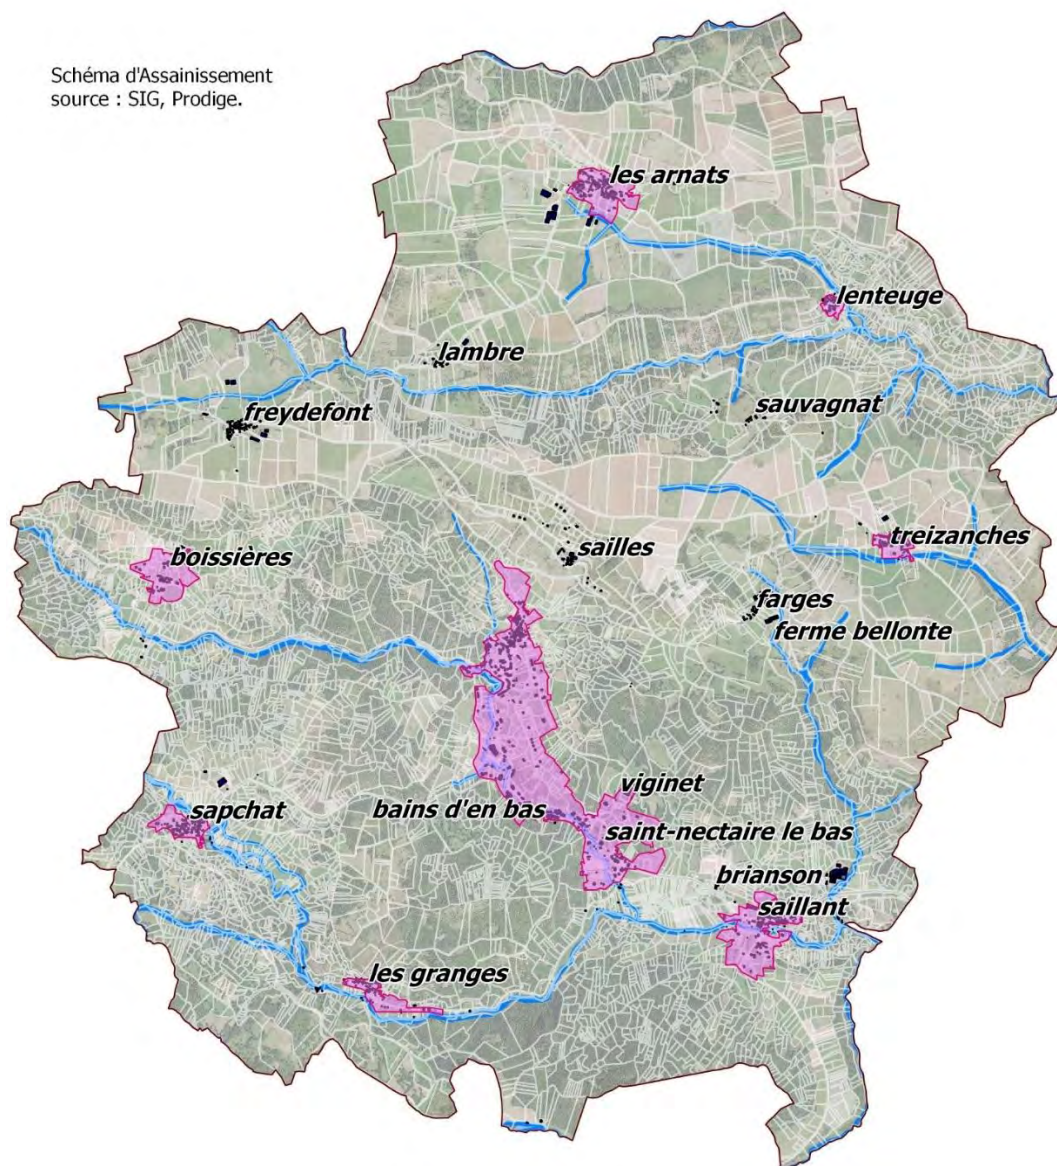 Schéma d'Assainissement
source : SIG, Prodige.
les arnats
lenteuge
lambre
freydefont
sauvagnat
treizanches
boissières
sailles
farges
ferme bellonte
viginet
bains d'en bas
sapchat
saint-nectaire le bas
brianson
saillant
les granges